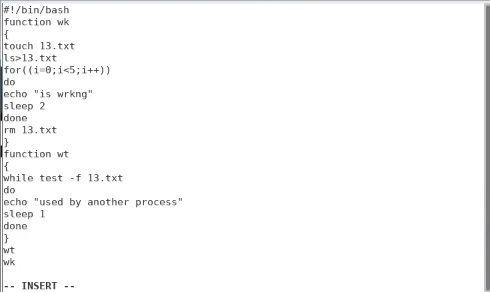 #!/bin/bash
function wk
{
touch 13.txt
ls>13.txt
for((i=0;i<5;i++))
do
echo "is wrkng"
sleep 2
done
rm 13.txt
}
function wt
{
while test -f 13.txt
do
echo "used by another process"
sleep 1
done
}
wt
wk
-- INSERT --